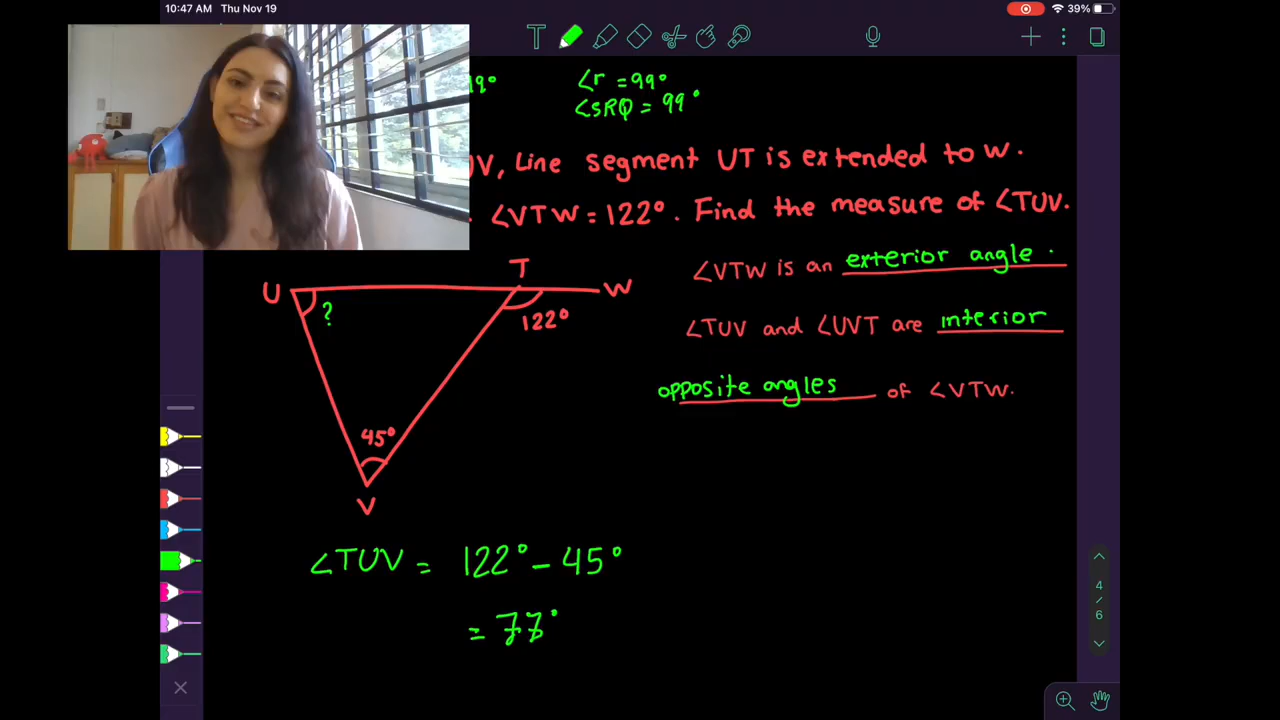 10:47 AM Thu Nov 19
39%
T
∠r = 99°
∠SRQ = 99°
Line segment UT is extended to W.
∠VTW = 122°. Find the measure of ∠TUV.
∠VTW is an exterior angle.
∠TUV and ∠UVT are interior
opposite angles of ∠VTW.
T
U
W
?
122°
45°
V
∠TUV = 122° - 45°
= 77°
4
/
6